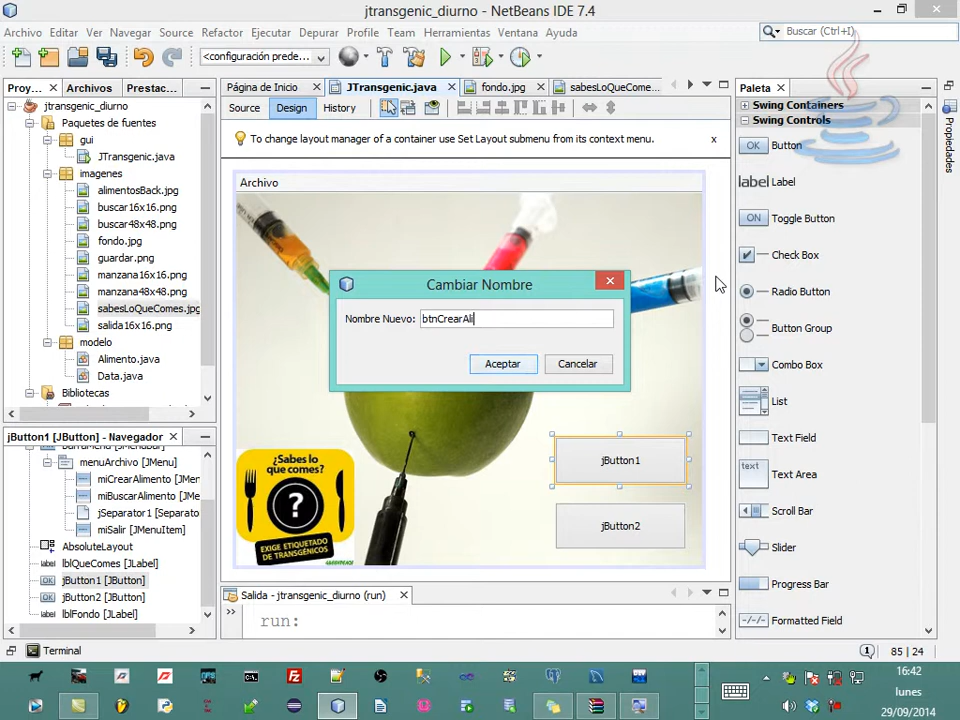 jtransgenic_diurno - NetBeans IDE 7.4
Archivo Editar Ver Navegar Source Refactor Ejecutar Depurar Profile Team Herramientas Ventana Ayuda
Buscar (Ctrl+I)
<configuración prede...
Proy... Archivos Prestac...
Página de Inicio JTransgenic.java fondo.jpg sabesLoQueCome...
Source Design History
To change layout manager of a container use Set Layout submenu from its context menu. x
jtransgenic_diurno
Paquetes de fuentes
gui
JTransgenic.java
imagenes
alimentosBack.jpg
buscar16x16.png
buscar48x48.png
fondo.jpg
guardar.png
manzana16x16.png
manzana48x48.png
sabesLoQueComes.jpg
salida16x16.png
modelo
Alimento.java
Data.java
Bibliotecas
jButton1 [JButton] - Navegador
BarraMenu [JMenuBar]
menuArchivo [JMenu]
miCrearAlimento [JMen
miBuscarAlimento [JMe
jSeparator1 [Separato
miSalir [JMenuItem]
AbsoluteLayout
lblQueComes [JLabel]
jButton1 [JButton]
jButton2 [JButton]
lblFondo [JLabel]
Archivo
Cambiar Nombre
Nombre Nuevo: btnCrearAli
Aceptar Cancelar
jButton1
jButton2
¿Sabes lo que comes?
?
EXIGE ETIQUETADO
DE TRANSGÉNICOS
GREENPEACE
Salida - jtransgenic_diurno (run)
run:
Paleta
Swing Containers
Swing Controls
OK Button
label Label
ON Toggle Button
Check Box
Radio Button
Button Group
Combo Box
List
Text Field
text Text Area
Scroll Bar
Slider
Progress Bar
Formatted Field
Propiedades
Java
Terminal
1 85 | 24
16:42
lunes
29/09/2014